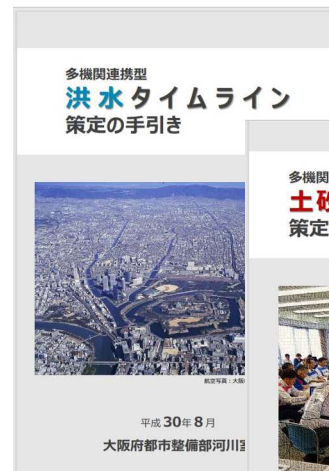 多機関連携型
洪水タイムライン
策定の手引き
航空写真：大阪
平成30年8月
大阪府都市整備部河川室
多機関
土砂
策定